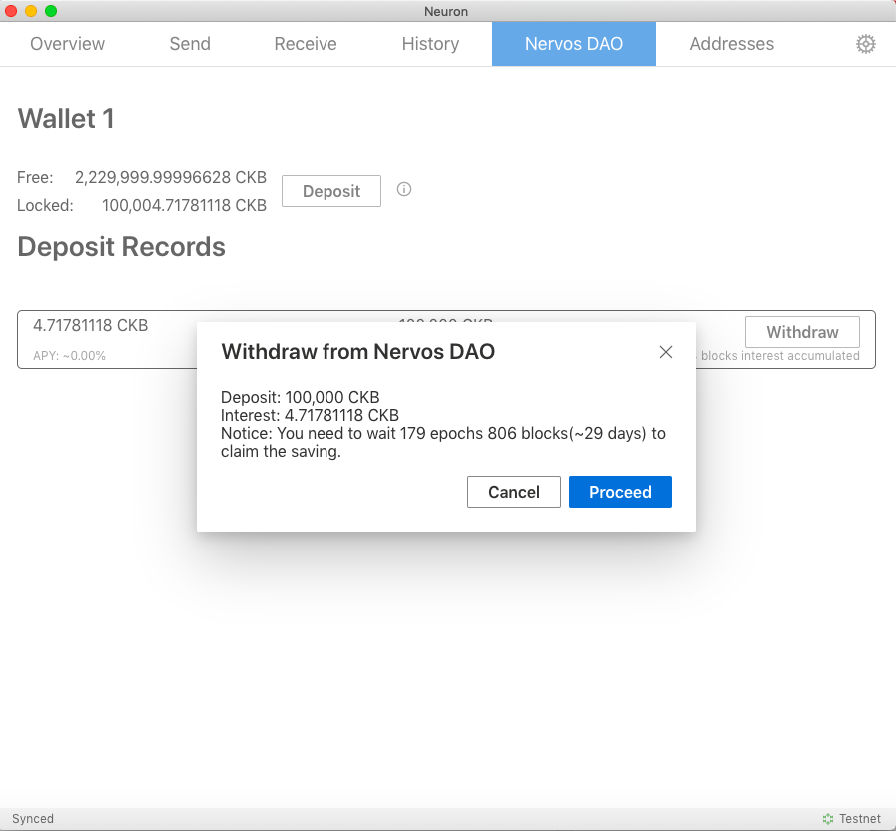 Neuron
Overview Send Receive History Nervos DAO Addresses
Wallet 1
Free: 2,229,999.99996628 CKB
Deposit
Locked: 100,004.71781118 CKB
Deposit Records
4.71781118 CKB
Withdraw
APY: ~0.00%
blocks interest accumulated
Withdraw from Nervos DAO
Deposit: 100,000 CKB
Interest: 4.71781118 CKB
Notice: You need to wait 179 epochs 806 blocks(~29 days) to
claim the saving.
Cancel Proceed
Synced
Testnet